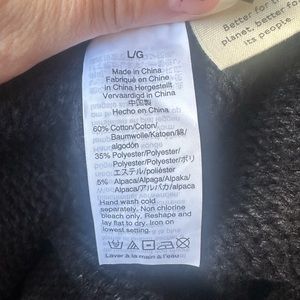 Better for the
planet, better fo
its people.
L/G
Made in China
Fabriqué en Chine
in China Hergestellt
Vervaardigd in China
中国製
Hecho en China
60% Cotton/Coton/
Baumwolle/Katoen/綿/
algodón
35% Polyester/Polyester/
Polyester/Polyester/ポリ
エステル/poliéster
5% Alpaca/Alpaga/Alpaka/
Alpaca/アルパカ/alpaca
Hand wash cold
separately. Non chlorine
bleach only. Reshape and
lay flat to dry. Iron on
lowest setting.
Laver à la main à l'eau